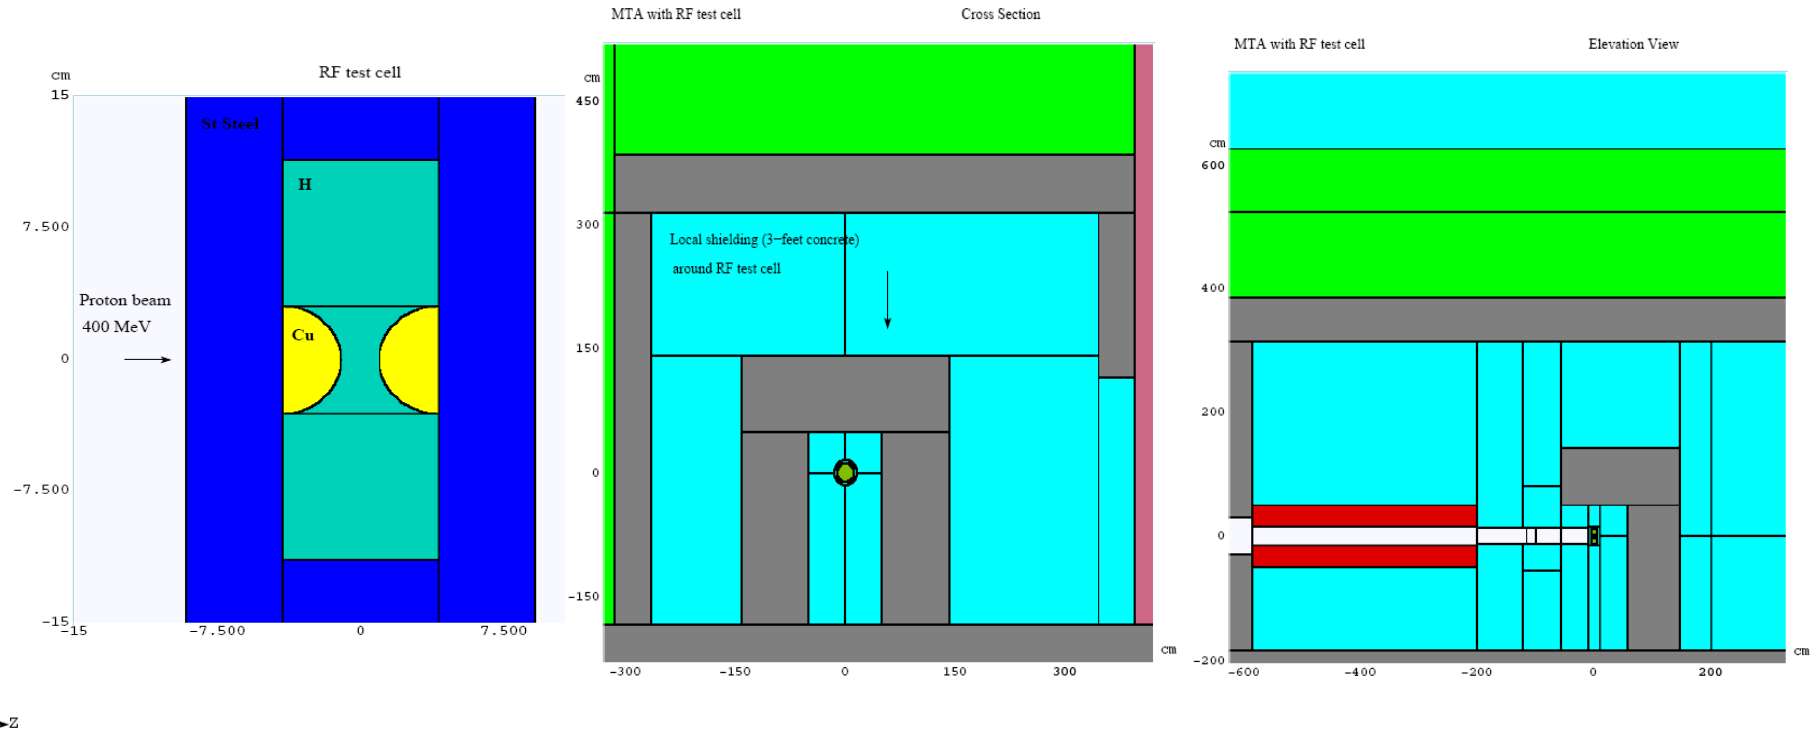 RF test cell
cm
15
7.500
0
-7.500
-15
St Steel
H
Cu
Proton beam
400 MeV
-15
-7.500
0
7.500
Z
MTA with RF test cell
Cross Section
cm
450
300
150
0
-150
Local shielding (3-feet concrete)
around RF test cell
-300
-150
0
150
300
cm
MTA with RF test cell
Elevation View
cm
600
400
200
0
-200
-600
-400
-200
0
200
cm